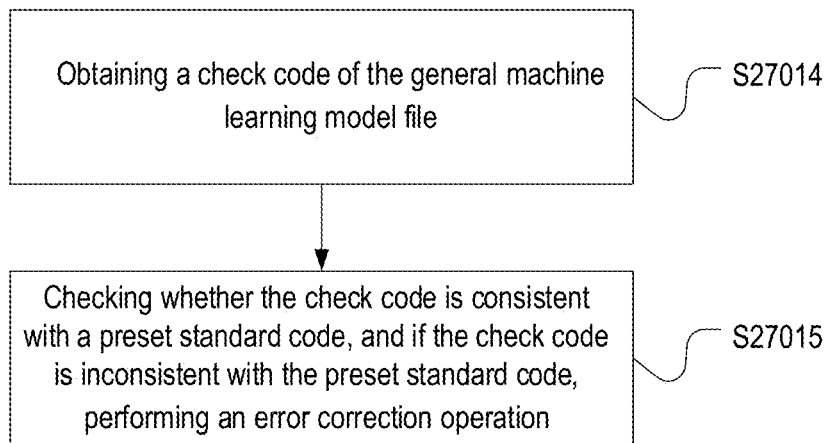 Obtaining a check code of the general machine
learning model file
S27014
Checking whether the check code is consistent
with a preset standard code, and if the check code
is inconsistent with the preset standard code,
performing an error correction operation
S27015